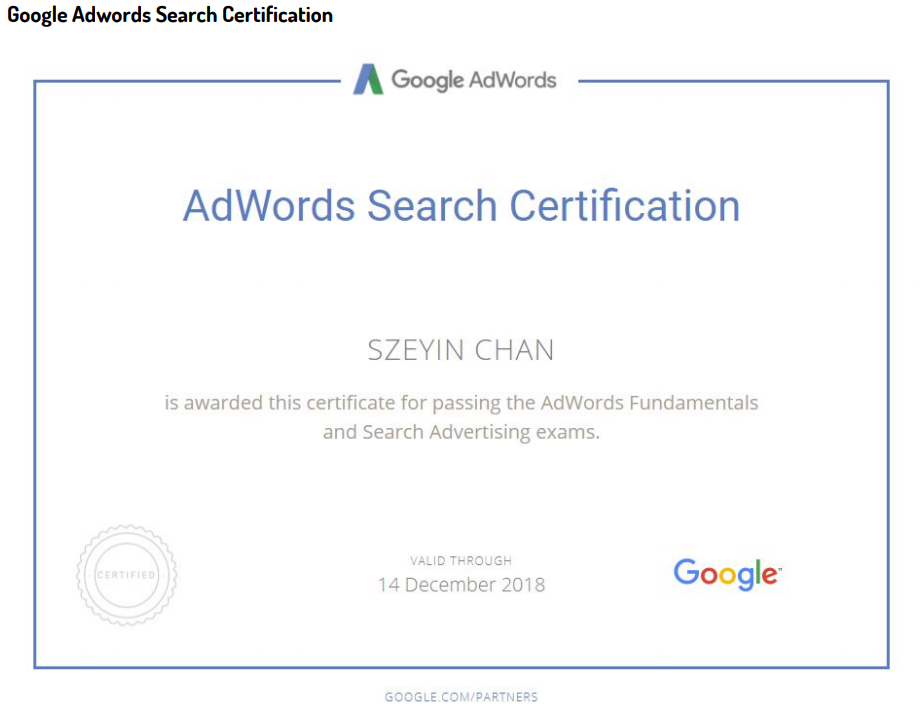 Google Adwords Search Certification
Google AdWords
AdWords Search Certification
SZEYIN CHAN
is awarded this certificate for passing the AdWords Fundamentals
and Search Advertising exams.
CERTIFIED
VALID THROUGH
14 December 2018
Google
GOOGLE.COM/PARTNERS